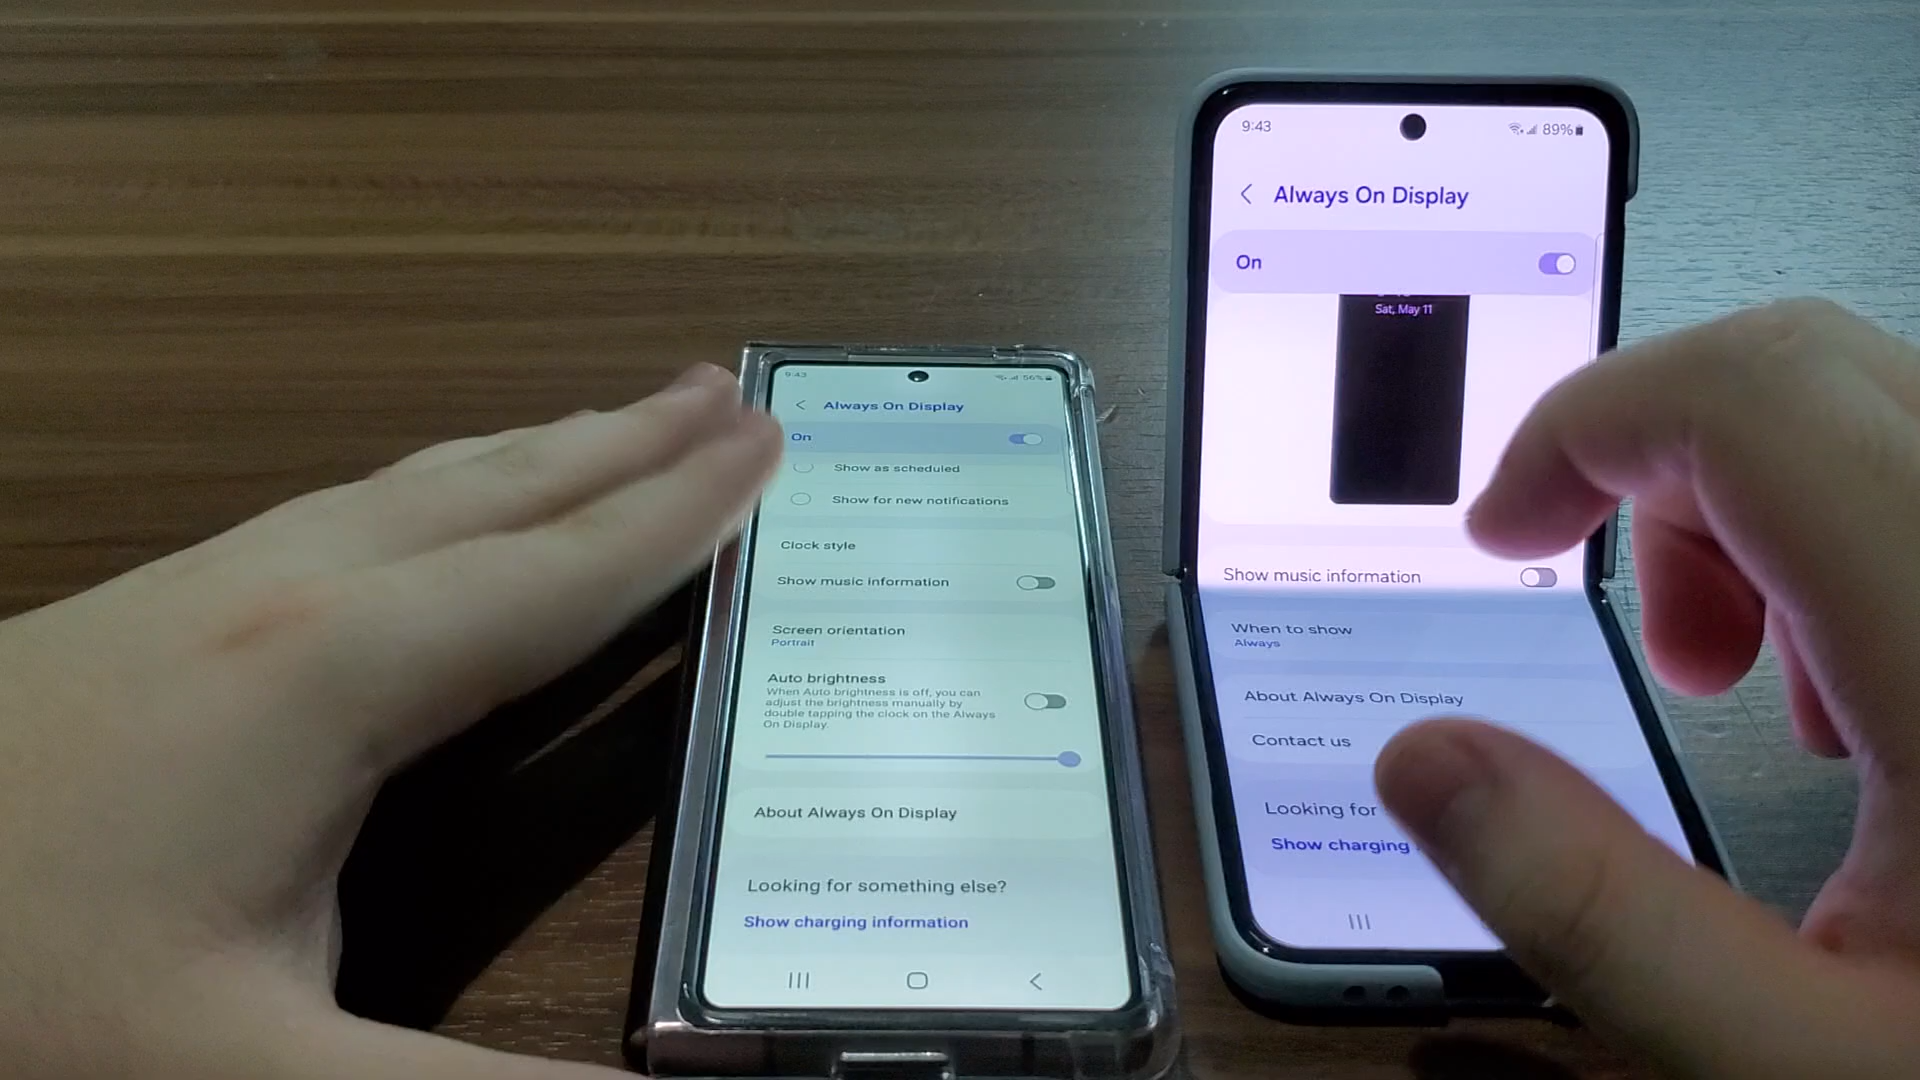 9:43
56%
Always On Display
On
Show as scheduled
Show for new notifications
Clock style
Show music information
Screen orientation
Portrait
Auto brightness
When Auto brightness is off, you can
adjust the brightness manually by
double tapping the clock on the Always
On Display.
About Always On Display
Looking for something else?
Show charging information
9:43
89%
Always On Display
On
Sat, May 11
Show music information
When to show
Always
About Always On Display
Contact us
Looking for
Show charging